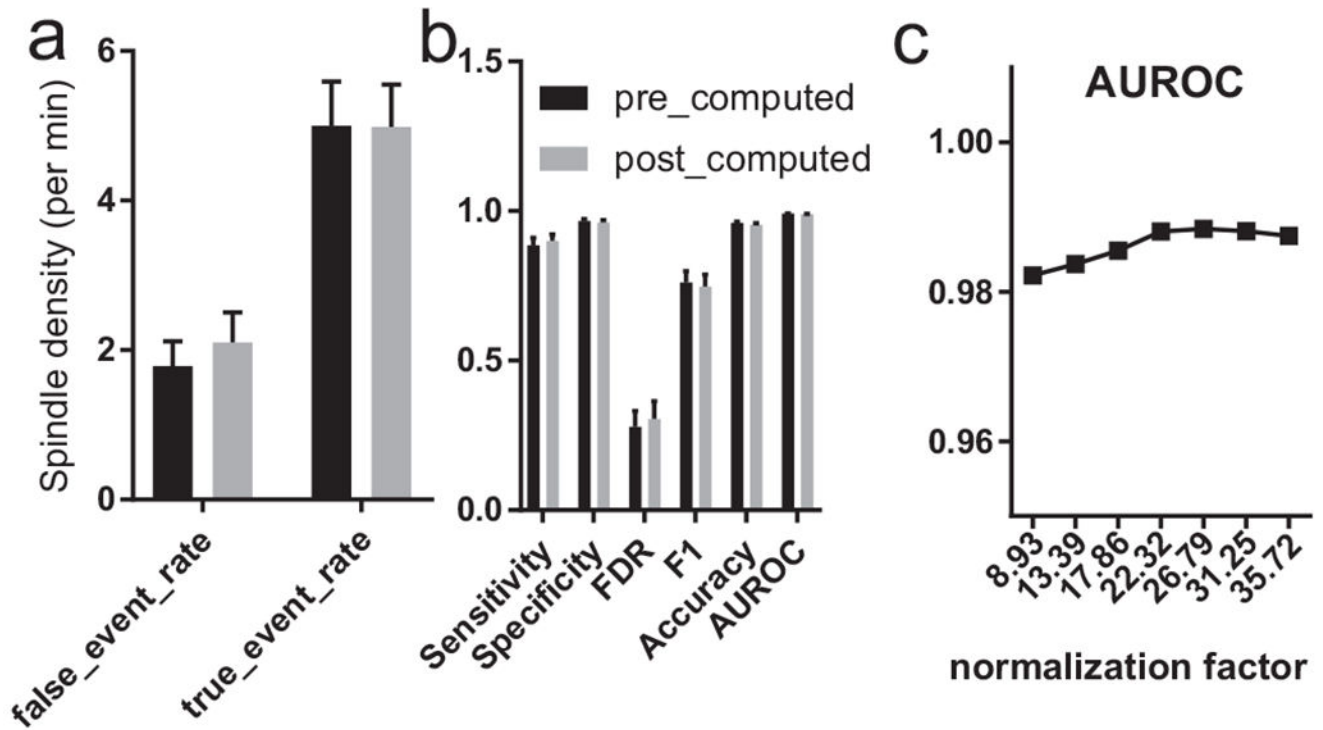 a
Spindle density (per min)
6
4
2
0
false_event_rate
true_event_rate
b
1.5
1.0
0.5
0.0
pre_computed
post_computed
Sensitivity
Specificity
FDR
F1
Accuracy
AUROC
c
AUROC
1.00
0.98
0.96
8.93
13.39
17.86
22.32
26.79
31.25
35.72
normalization factor